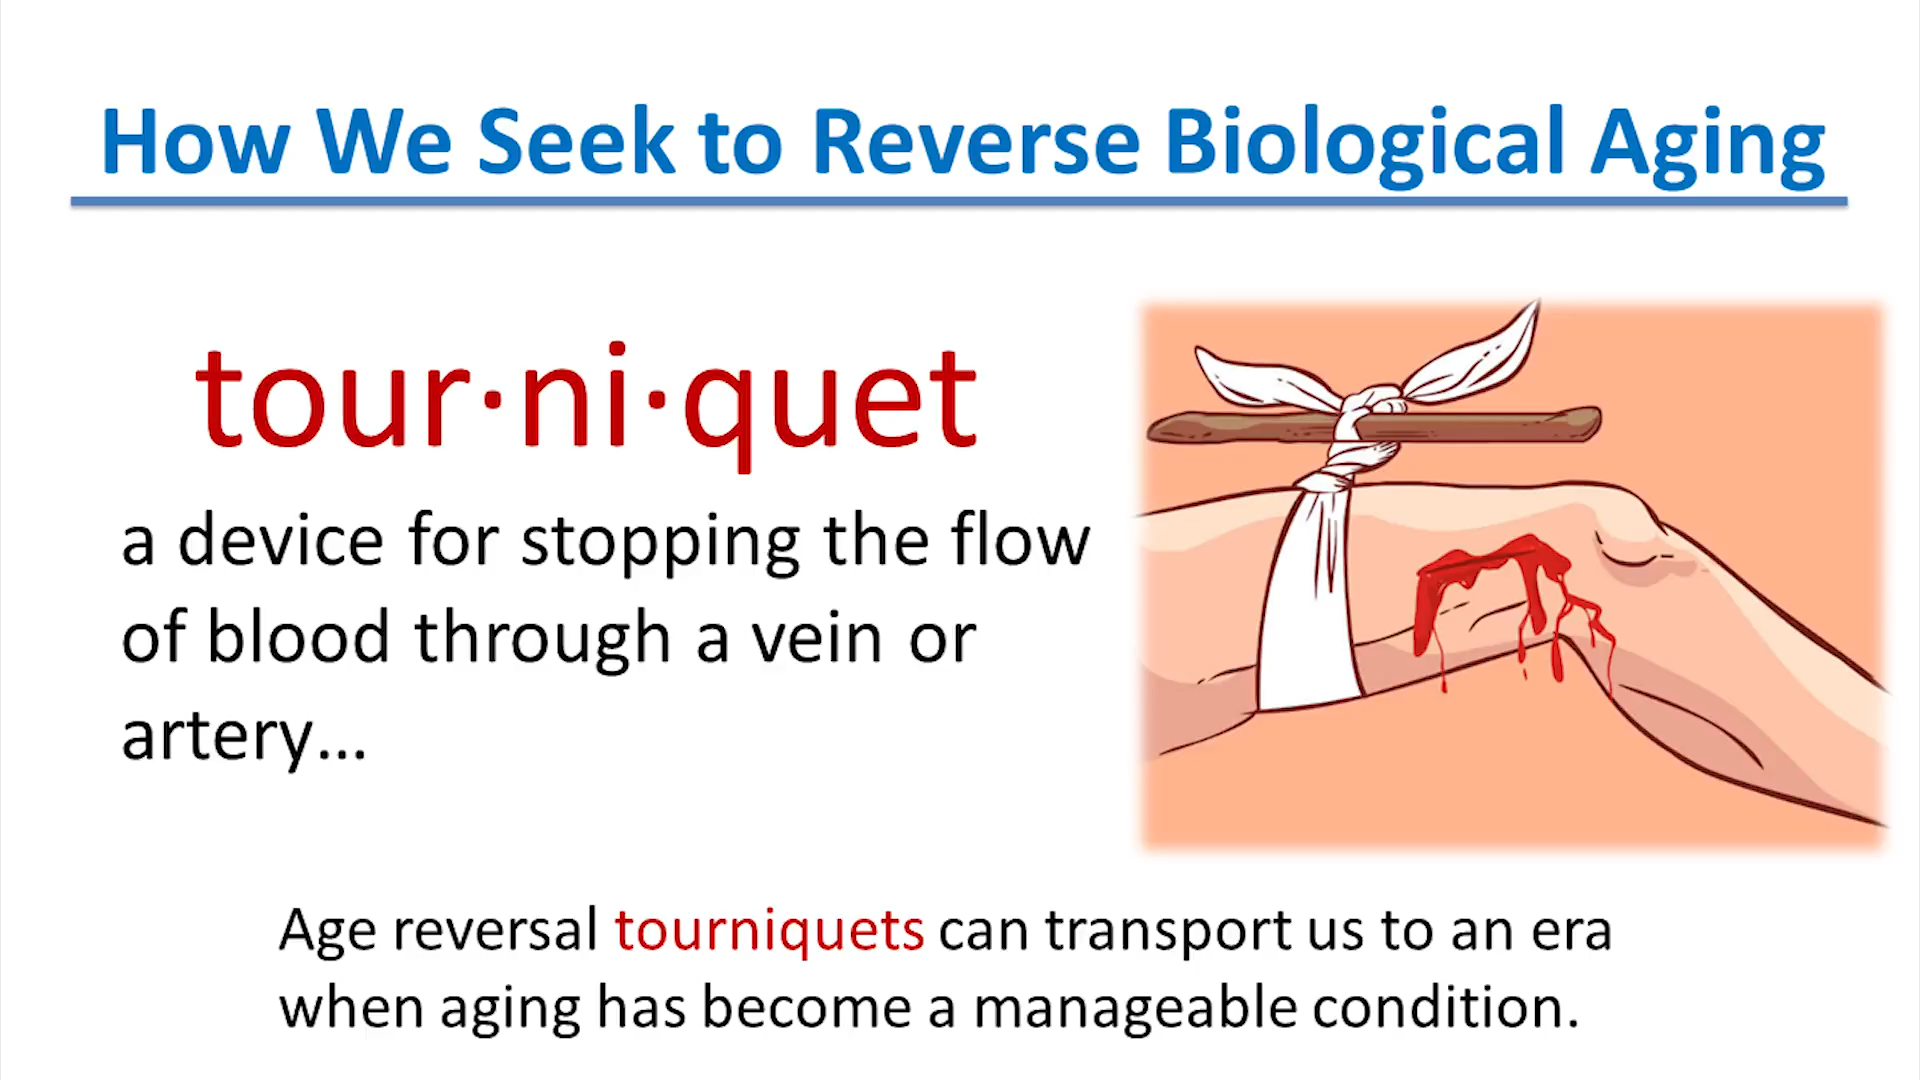 How We Seek to Reverse Biological Aging
tour·ni·quet
a device for stopping the flow
of blood through a vein or
artery...
Age reversal tourniquets can transport us to an era
when aging has become a manageable condition.